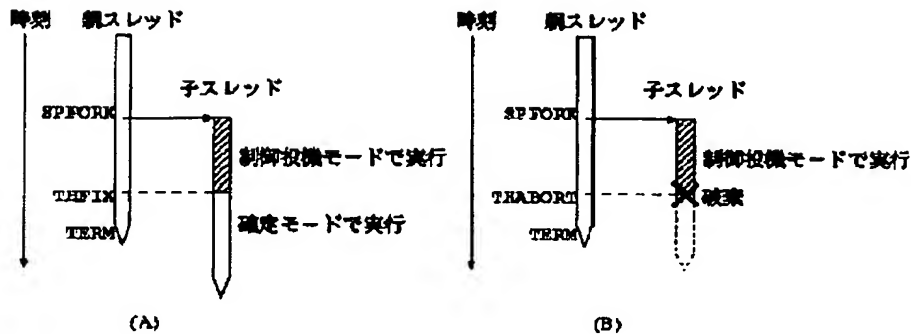 時刻 親スレッド
子スレッド
SPFORK
制御投機モードで実行
THFIX
確定モードで実行
TERM
(A)
時刻 親スレッド
子スレッド
SPFORK
制御投機モードで実行
THABORT
破棄
TERM
(B)